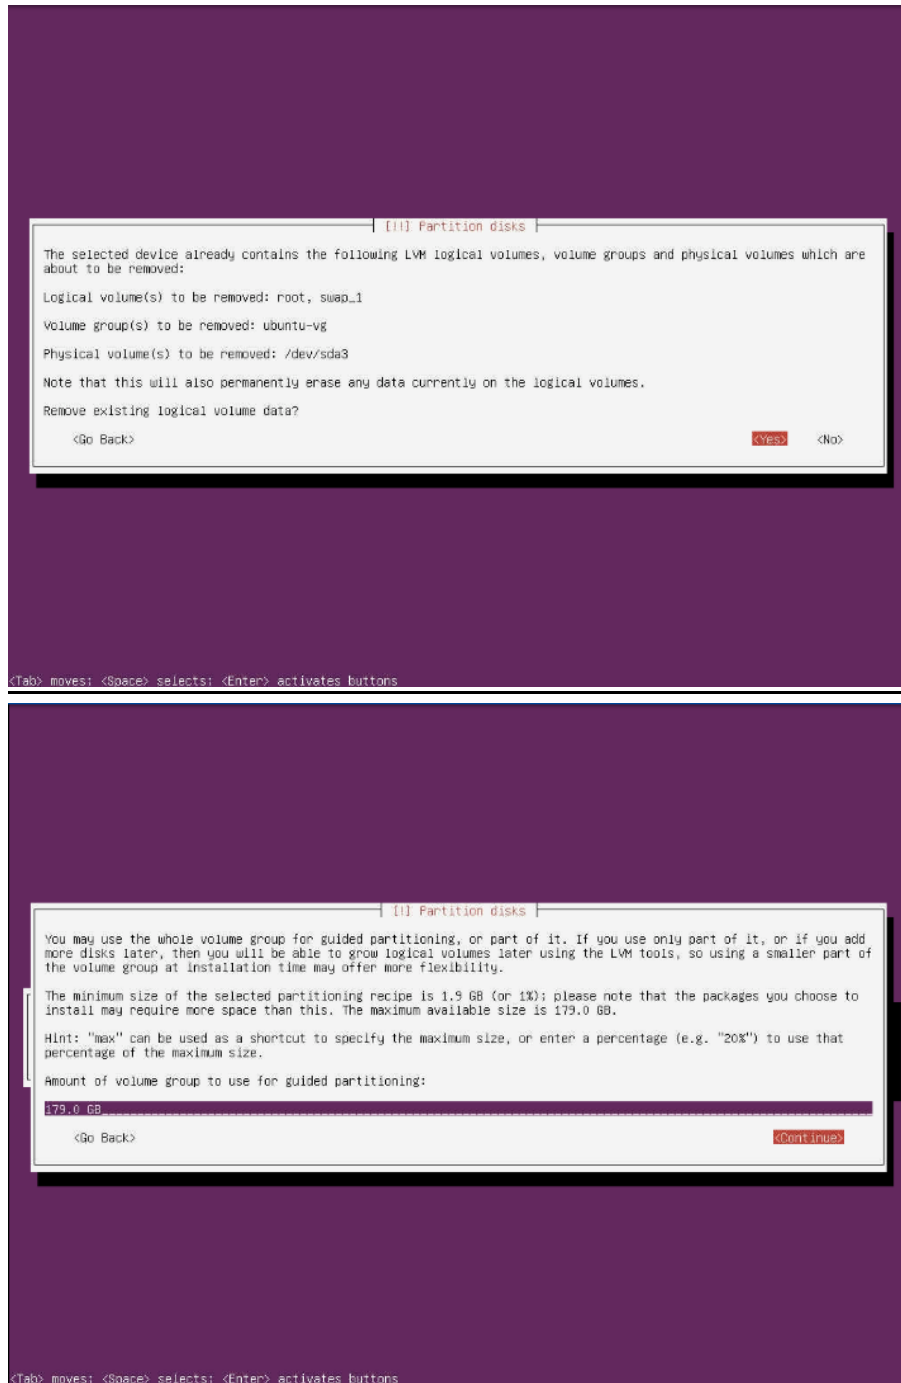 [!!] Partition disks
The selected device already contains the following LVM logical volumes, volume groups and physical volumes which are
about to be removed:
Logical volume(s) to be removed: root, swap_1
Volume group(s) to be removed: ubuntu-vg
Physical volume(s) to be removed: /dev/sda3
Note that this will also permanently erase any data currently on the logical volumes.
Remove existing logical volume data?
<Go Back> <Yes> <No>
<Tab> moves; <Space> selects; <Enter> activates buttons
[!] Partition disks
You may use the whole volume group for guided partitioning, or part of it. If you use only part of it, or if you add
more disks later, then you will be able to grow logical volumes later using the LVM tools, so using a smaller part of
the volume group at installation time may offer more flexibility.
The minimum size of the selected partitioning recipe is 1.9 GB (or 1%); please note that the packages you choose to
install may require more space than this. The maximum available size is 179.0 GB.
Hint: "max" can be used as a shortcut to specify the maximum size, or enter a percentage (e.g. "20%") to use that
percentage of the maximum size.
Amount of volume group to use for guided partitioning:
179.0 GB
<Go Back> <Continue>
<Tab> moves; <Space> selects; <Enter> activates buttons